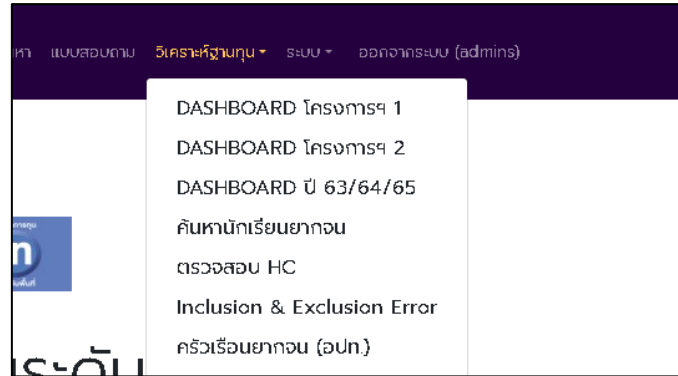 หา แบบสอบถาม วิเคราะห์ฐานทุน ระบบ ออกจากระบบ (admins)
DASHBOARD โครงการฯ 1
DASHBOARD โครงการฯ 2
DASHBOARD ปี 63/64/65
ค้นหานักเรียนยากจน
ตรวจสอบ HC
Inclusion & Exclusion Error
ครัวเรือนยากจน (อปท.)
ระดับ